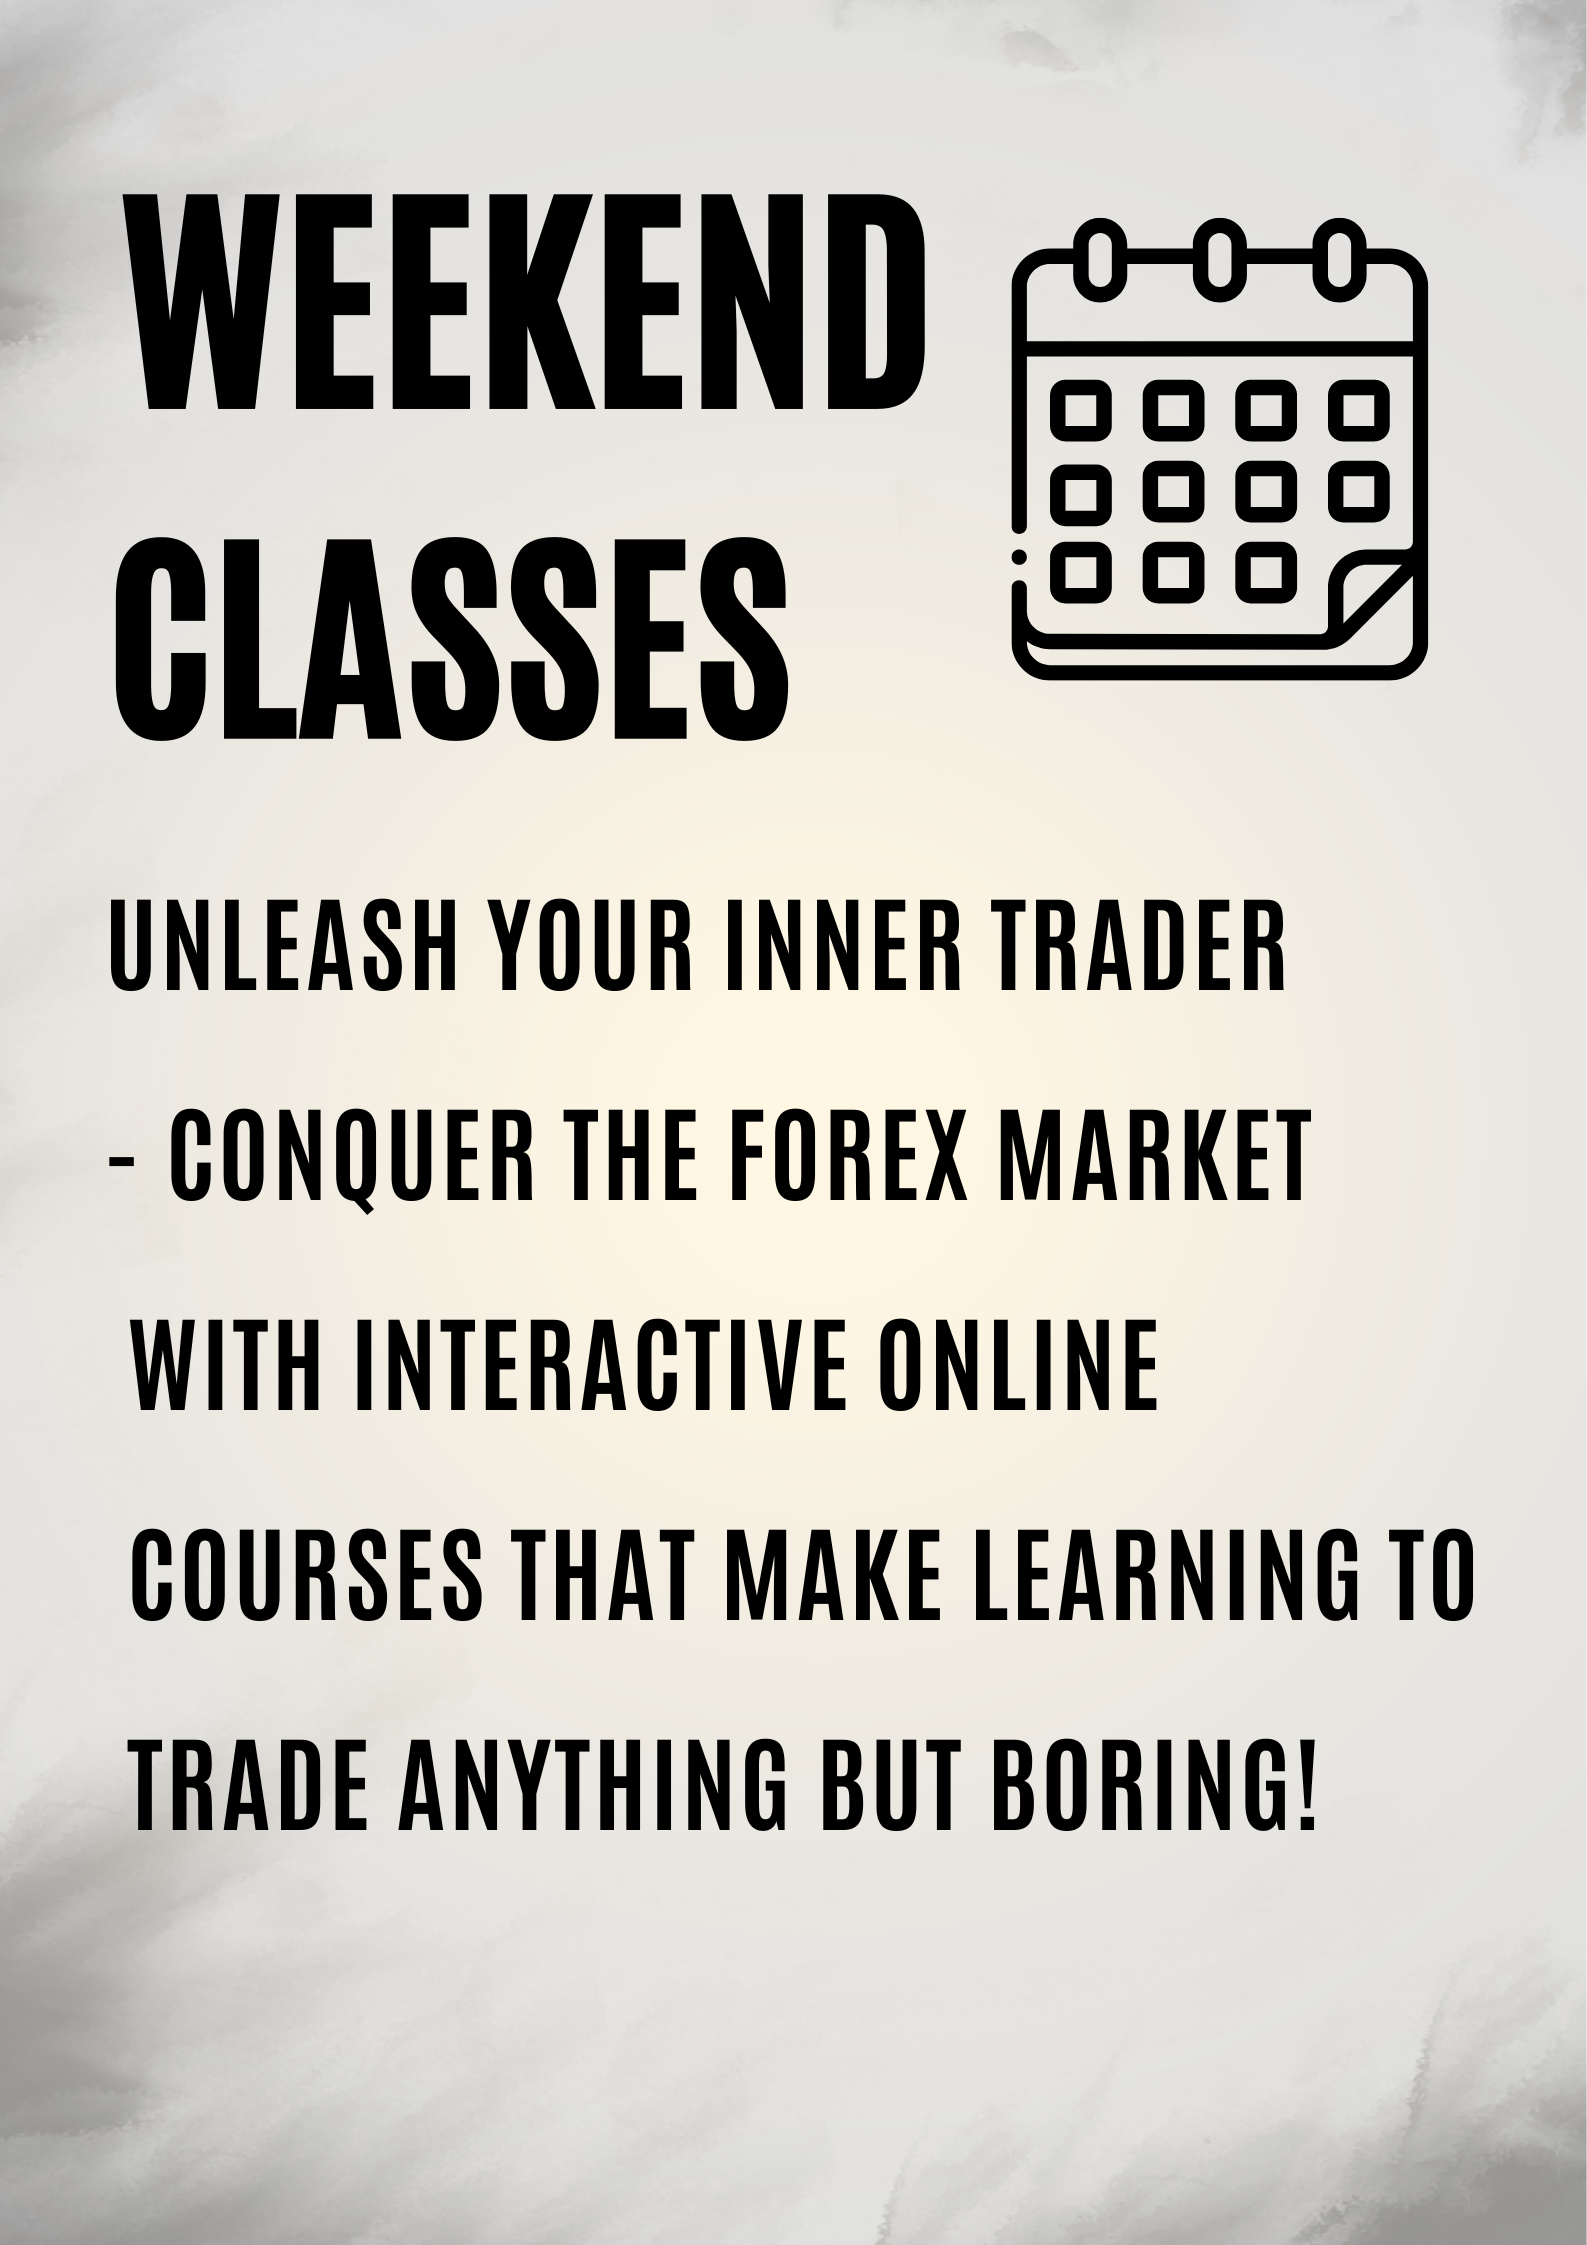 WEEKEND
CLASSES
UNLEASH YOUR INNER TRADER
- CONQUER THE FOREX MARKET
WITH INTERACTIVE ONLINE
COURSES THAT MAKE LEARNING TO
TRADE ANYTHING BUT BORING!